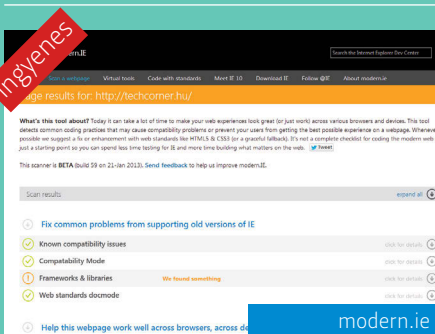 ingyenes
modern.IE
Search the Internet Explorer Dev Center
Scan a webpage Virtual tools Code with standards Meet IE 10 Download IE Follow @IE About modern.ie
page results for: http://techcorner.hu/
What's this tool about? Today it can take a lot of time to make your web experiences look great (or just work) across various browsers and devices. This tool
detects common coding practices that may cause compatibility problems or prevent your users from getting the best possible experience on a webpage. Whenever
possible we suggest a fix or enhancement with web standards like HTML5 & CSS3 (or a graceful fallback). It's not a complete checklist for coding the modern web
just a starting point so you can spend less time testing for IE and more time building what matters on the web. Tweet
This scanner is BETA (build 59 on 21-Jan 2013). Send feedback to help us improve modern.IE.
Scan results expand all
Fix common problems from supporting old versions of IE
Known compatibility issues click for details
Compatability Mode click for details
Frameworks & libraries We found something click for details
Web standards docmode click for details
Help this webpage work well across browsers, across de
modern.ie